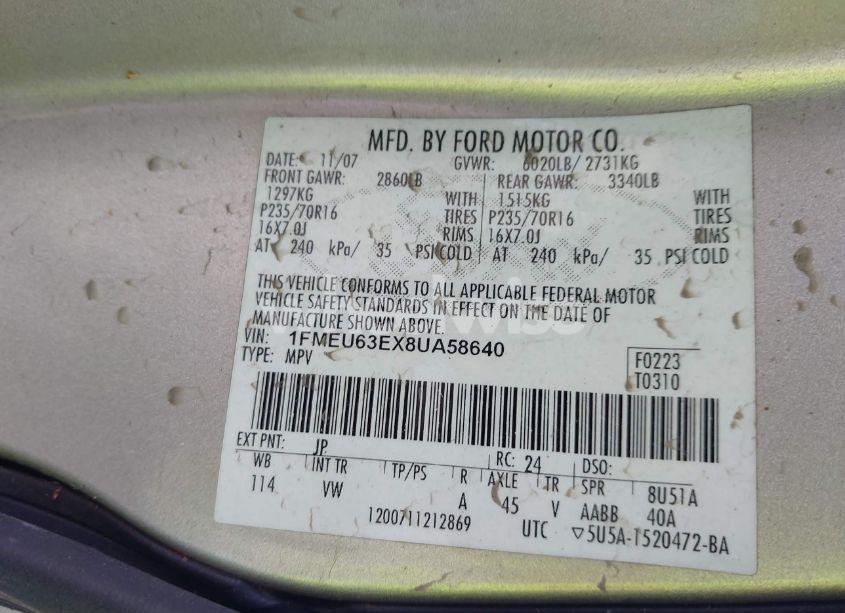 MFD. BY FORD MOTOR CO.
DATE: 11/07 GVWR: 6020LB/ 2731KG
FRONT GAWR: 2860LB REAR GAWR: 3340LB
1297KG WITH 1515KG WITH
P235/70R16 TIRES P235/70R16 TIRES
16X7.0J RIMS 16X7.0J RIMS
AT 240 kPa/ 35 PSI COLD AT 240 kPa/ 35 PSI COLD
THIS VEHICLE CONFORMS TO ALL APPLICABLE FEDERAL MOTOR
VEHICLE SAFETY STANDARDS IN EFFECT ON THE DATE OF
MANUFACTURE SHOWN ABOVE.
VIN: 1FMEU63EX8UA58640
TYPE: MPV
F0223
T0310
EXT PNT: JP RC: 24 DSO:
WB INT TR TP/PS R AXLE TR SPR 8U51A
114 VW A 45 V AABB 40A
1200711212869 UTC ▽5U5A-1520472-BA